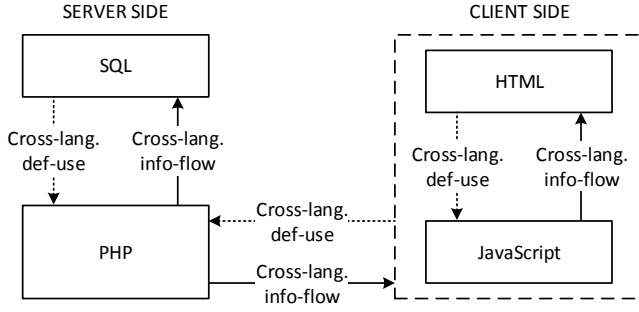 SERVER SIDE
CLIENT SIDE
SQL
HTML
Cross-lang.
def-use
Cross-lang.
info-flow
Cross-lang.
def-use
Cross-lang.
info-flow
Cross-lang.
def-use
PHP
JavaScript
Cross-lang.
info-flow